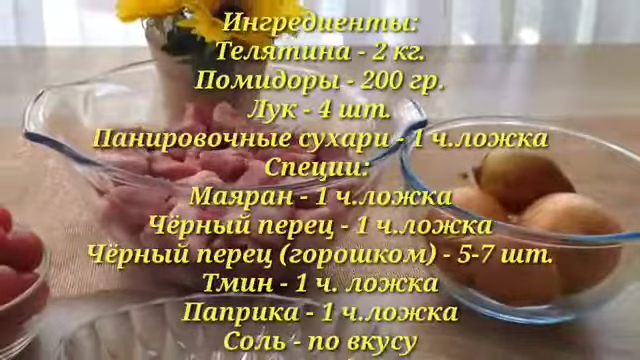 Ингредиенты:
Телятина - 2 кг.
Помидоры - 200 гр.
Лук - 4 шт.
Панировочные сухари - 1 ч.ложка
Специи:
Маяран - 1 ч.ложка
Чёрный перец - 1 ч.ложка
Чёрный перец (горошком) - 5-7 шт.
Тмин - 1 ч. ложка
Паприка - 1 ч.ложка
Соль - по вкусу